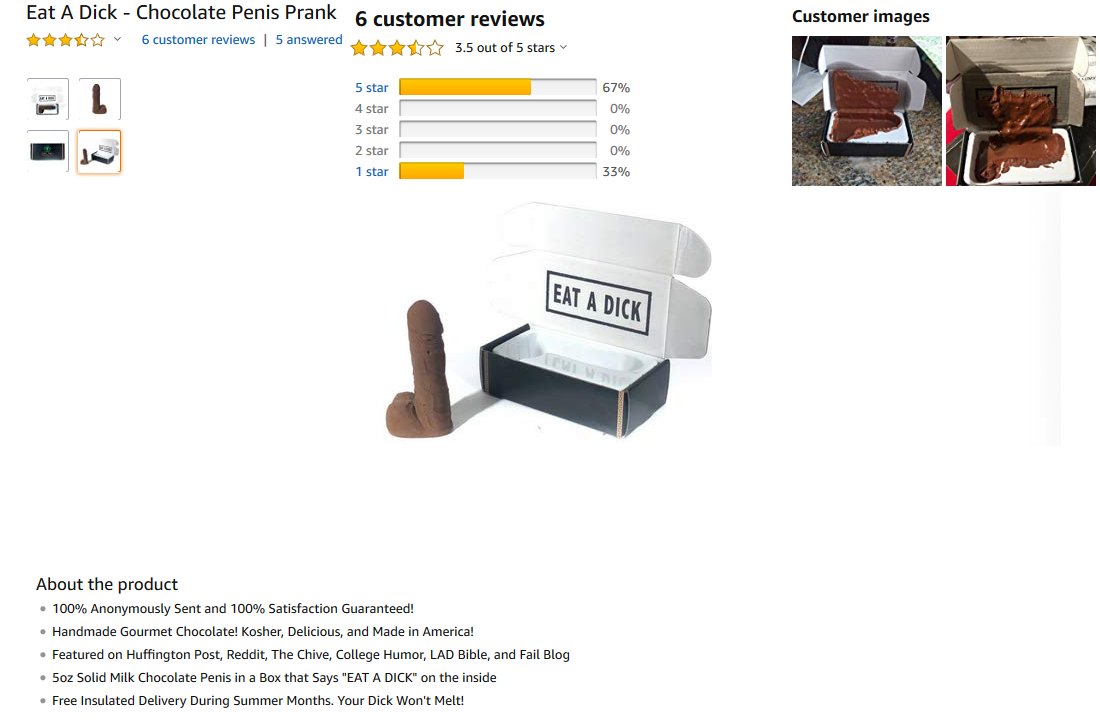 Eat A Dick - Chocolate Penis Prank
6 customer reviews | 5 answered
6 customer reviews
3.5 out of 5 stars
5 star 67%
4 star 0%
3 star 0%
2 star 0%
1 star 33%
Customer images
EAT A DICK
About the product
100% Anonymously Sent and 100% Satisfaction Guaranteed!
Handmade Gourmet Chocolate! Kosher, Delicious, and Made in America!
Featured on Huffington Post, Reddit, The Chive, College Humor, LAD Bible, and Fail Blog
5oz Solid Milk Chocolate Penis in a Box that Says "EAT A DICK" on the inside
Free Insulated Delivery During Summer Months. Your Dick Won't Melt!